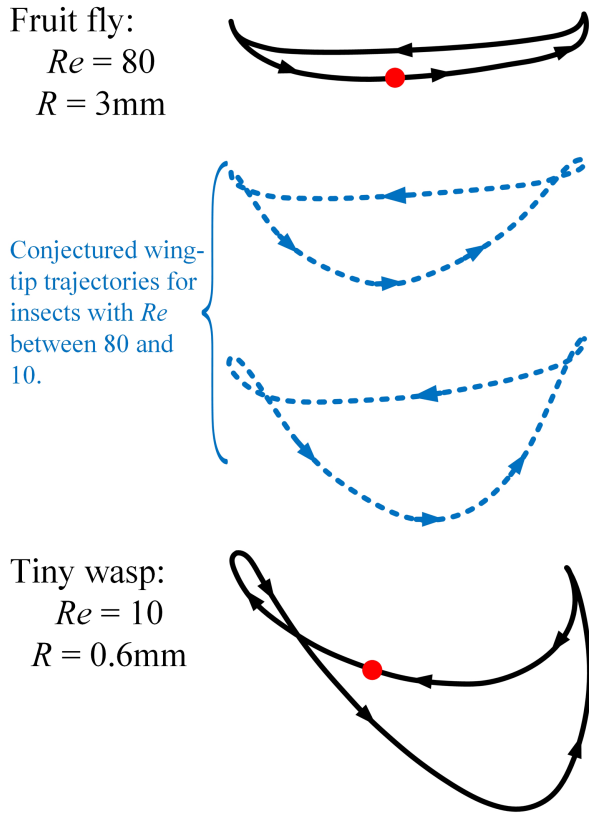 Fruit fly:
Re = 80
R = 3mm
Conjectured wing-
tip trajectories for
insects with Re
between 80 and
10.
Tiny wasp:
Re = 10
R = 0.6mm